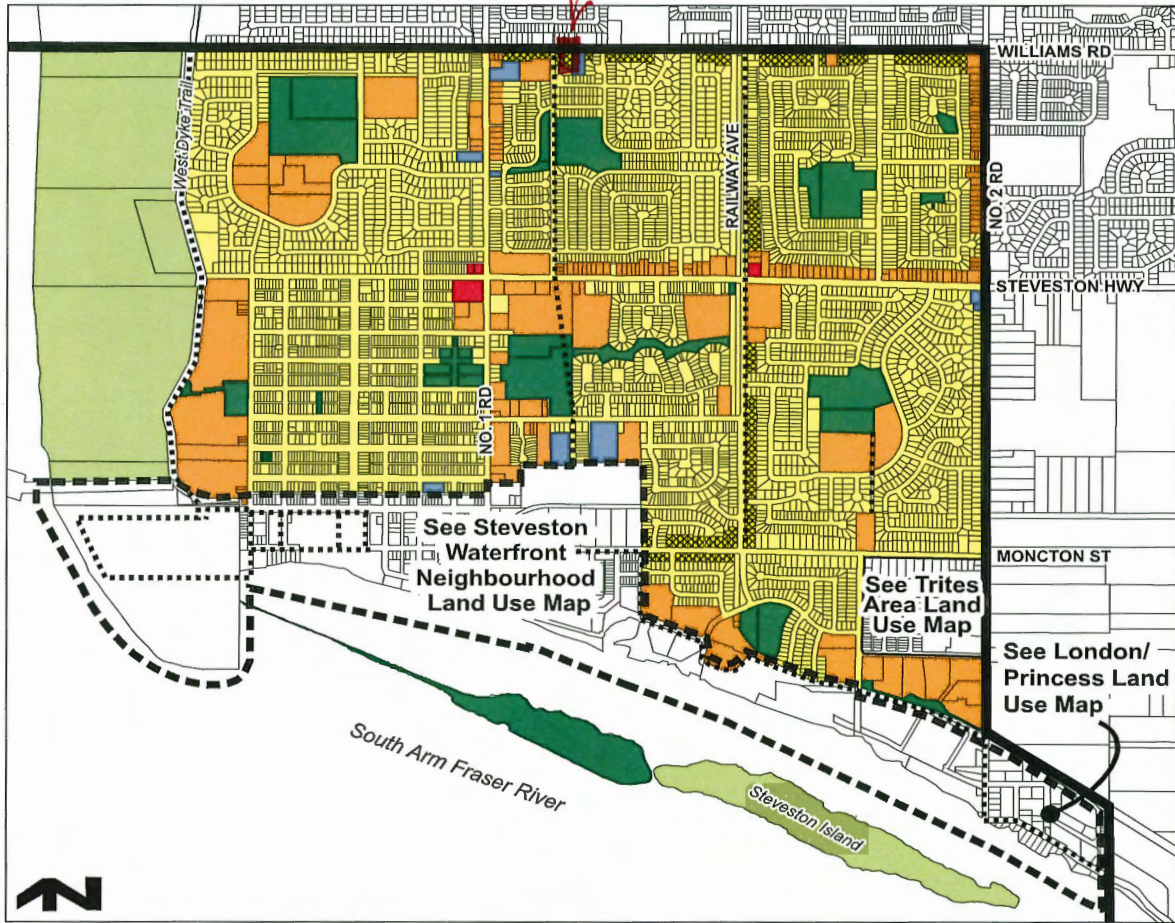 WILLIAMS RD
West Dyke Trail
RAILWAY AVE
NO. 2 RD
STEVESTON HWY
NO. 1 RD
See Steveston
Waterfront
Neighbourhood
Land Use Map
MONCTON ST
See Trites
Area Land
Use Map
See London/
Princess Land
Use Map
South Arm Fraser River
Steveston Island